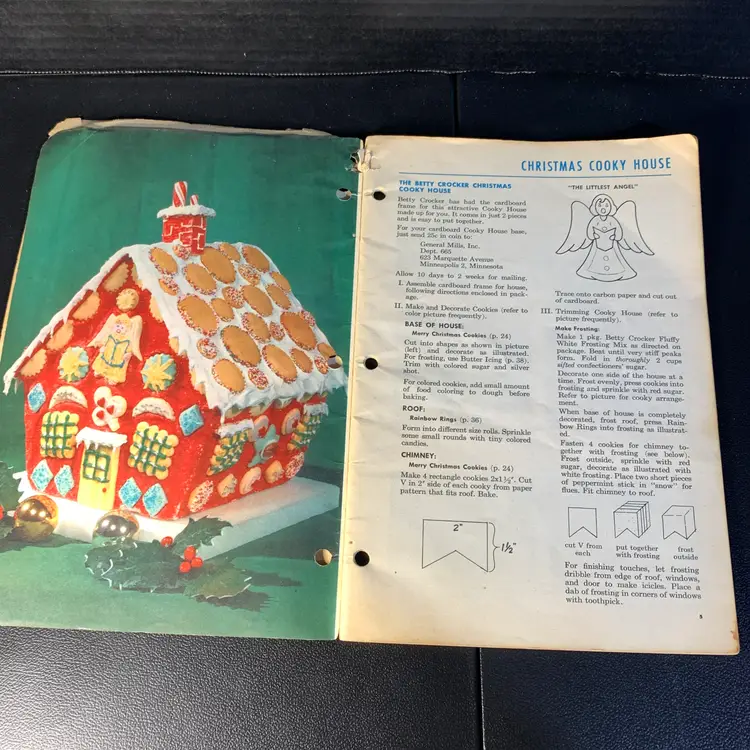 CHRISTMAS COOKY HOUSE
THE BETTY CROCKER CHRISTMAS
COOKY HOUSE
Betty Crocker has had the cardboard
frame for this attractive Cooky House
made up for you. It comes in just 2 pieces
and is easy to put together.
For your cardboard Cooky House base,
just send 25c in coin to:
General Mills, Inc.
Dept. 665
623 Marquette Avenue
Minneapolis 2, Minnesota
Allow 10 days to 2 weeks for mailing.
I. Assemble cardboard frame for house,
following directions enclosed in pack-
age.
II. Make and Decorate Cookies (refer to
color picture frequently).
BASE OF HOUSE:
Merry Christmas Cookies (p. 24)
Cut into shapes as shown in picture
(left) and decorate as illustrated.
For frosting, use Butter Icing (p. 38).
Trim with colored sugar and silver
shot.
For colored cookies, add small amount
of food coloring to dough before
baking.
ROOF:
Rainbow Rings (p. 36)
Form into different size rolls. Sprinkle
some small rounds with tiny colored
candies.
CHIMNEY:
Merry Christmas Cookies (p. 24)
Make 4 rectangle cookies 2x1½". Cut
V in 2" side of each cooky from paper
pattern that fits roof. Bake.
2"
1½"
"THE LITTLEST ANGEL"
Trace onto carbon paper and cut out
of cardboard.
III. Trimming Cooky House (refer to
picture frequently).
Make Frosting:
Make 1 pkg. Betty Crocker Fluffy
White Frosting Mix as directed on
package. Beat until very stiff peaks
form. Fold in thoroughly 2 cups
sifted confectioners' sugar.
Decorate one side of the house at a
time. Frost evenly, press cookies into
frosting and sprinkle with red sugar.
Refer to picture for cooky arrange-
ment.
When base of house is completely
decorated, frost roof, press Rain-
bow Rings into frosting as illustrat-
ed.
Fasten 4 cookies for chimney to-
gether with frosting (see below).
Frost outside, sprinkle with red
sugar, decorate as illustrated with
white frosting. Place two short pieces
of peppermint stick in "snow" for
flues. Fit chimney to roof.
cut V from
each
put together
with frosting
frost
outside
For finishing touches, let frosting
dribble from edge of roof, windows,
and door to make icicles. Place a
dab of frosting in corners of windows
with toothpick.
5